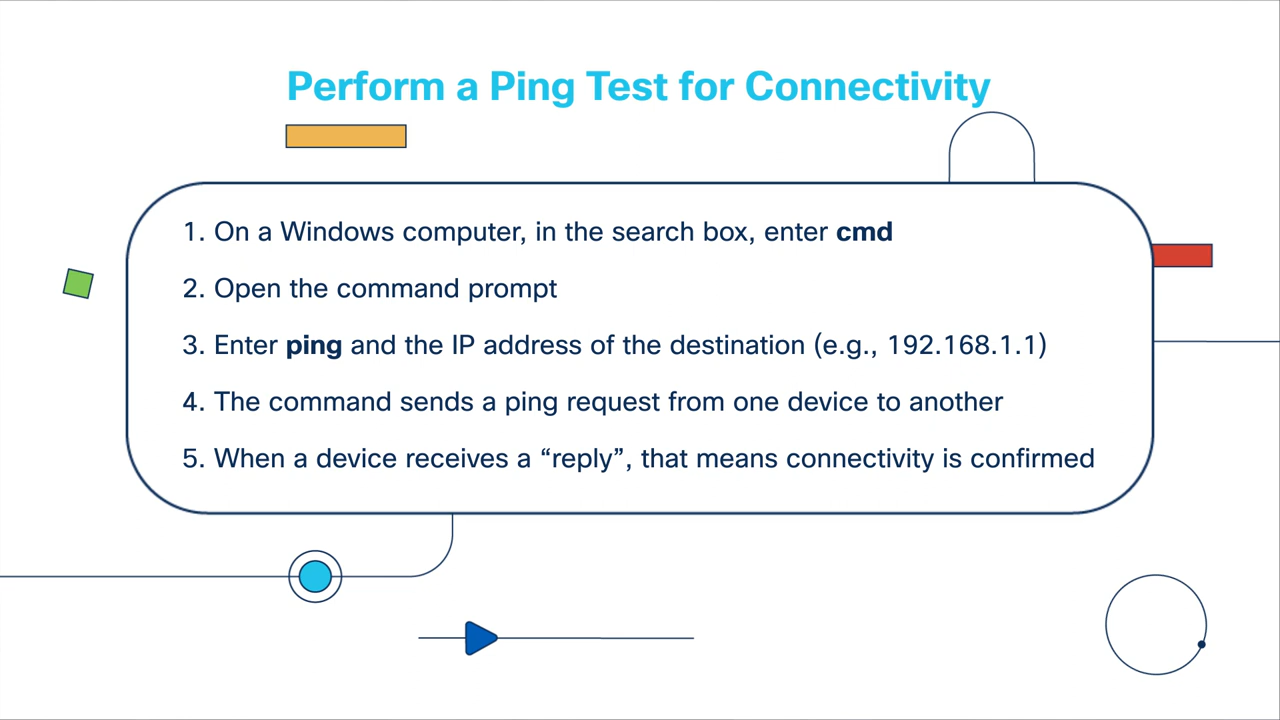 Perform a Ping Test for Connectivity
1. On a Windows computer, in the search box, enter cmd
2. Open the command prompt
3. Enter ping and the IP address of the destination (e.g., 192.168.1.1)
4. The command sends a ping request from one device to another
5. When a device receives a “reply”, that means connectivity is confirmed